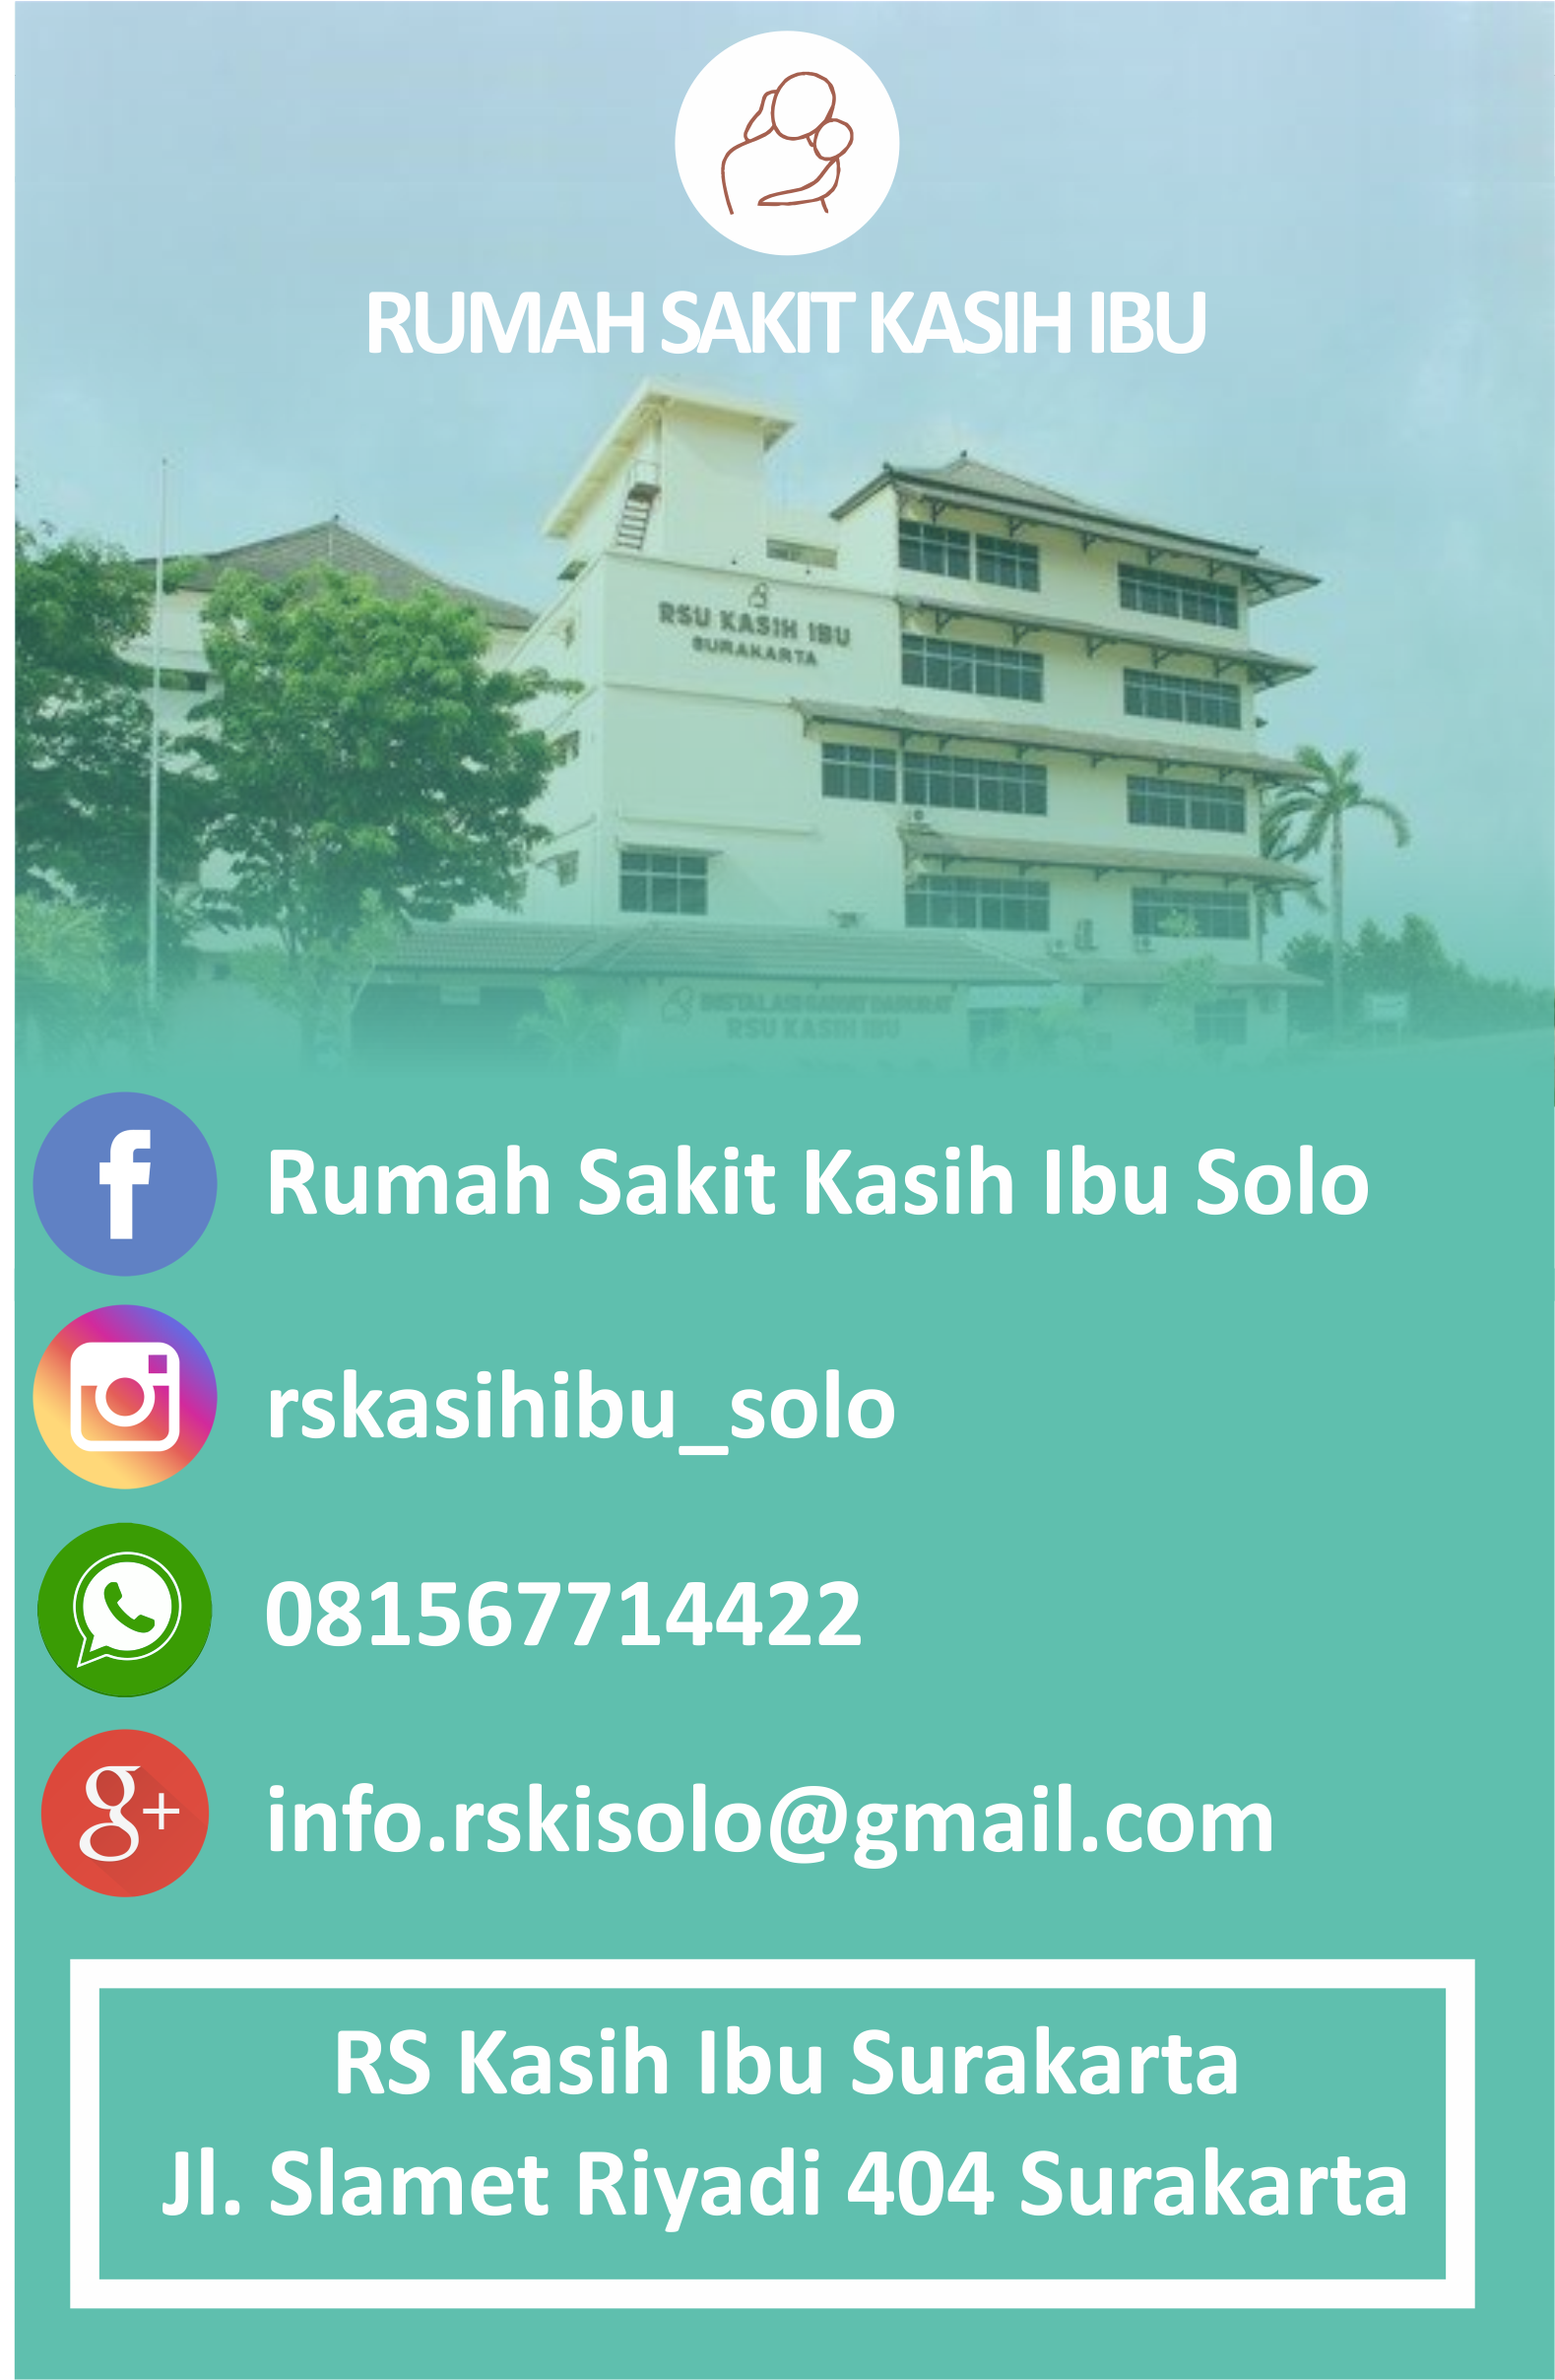 RUMAH SAKIT KASIH IBU
RSU KASIH IBU
SURAKARTA
INSTALASI GAWAT DARURAT
RSU KASIH IBU
Rumah Sakit Kasih Ibu Solo
rskasihibu_solo
081567714422
info.rskisolo@gmail.com
RS Kasih Ibu Surakarta
Jl. Slamet Riyadi 404 Surakarta